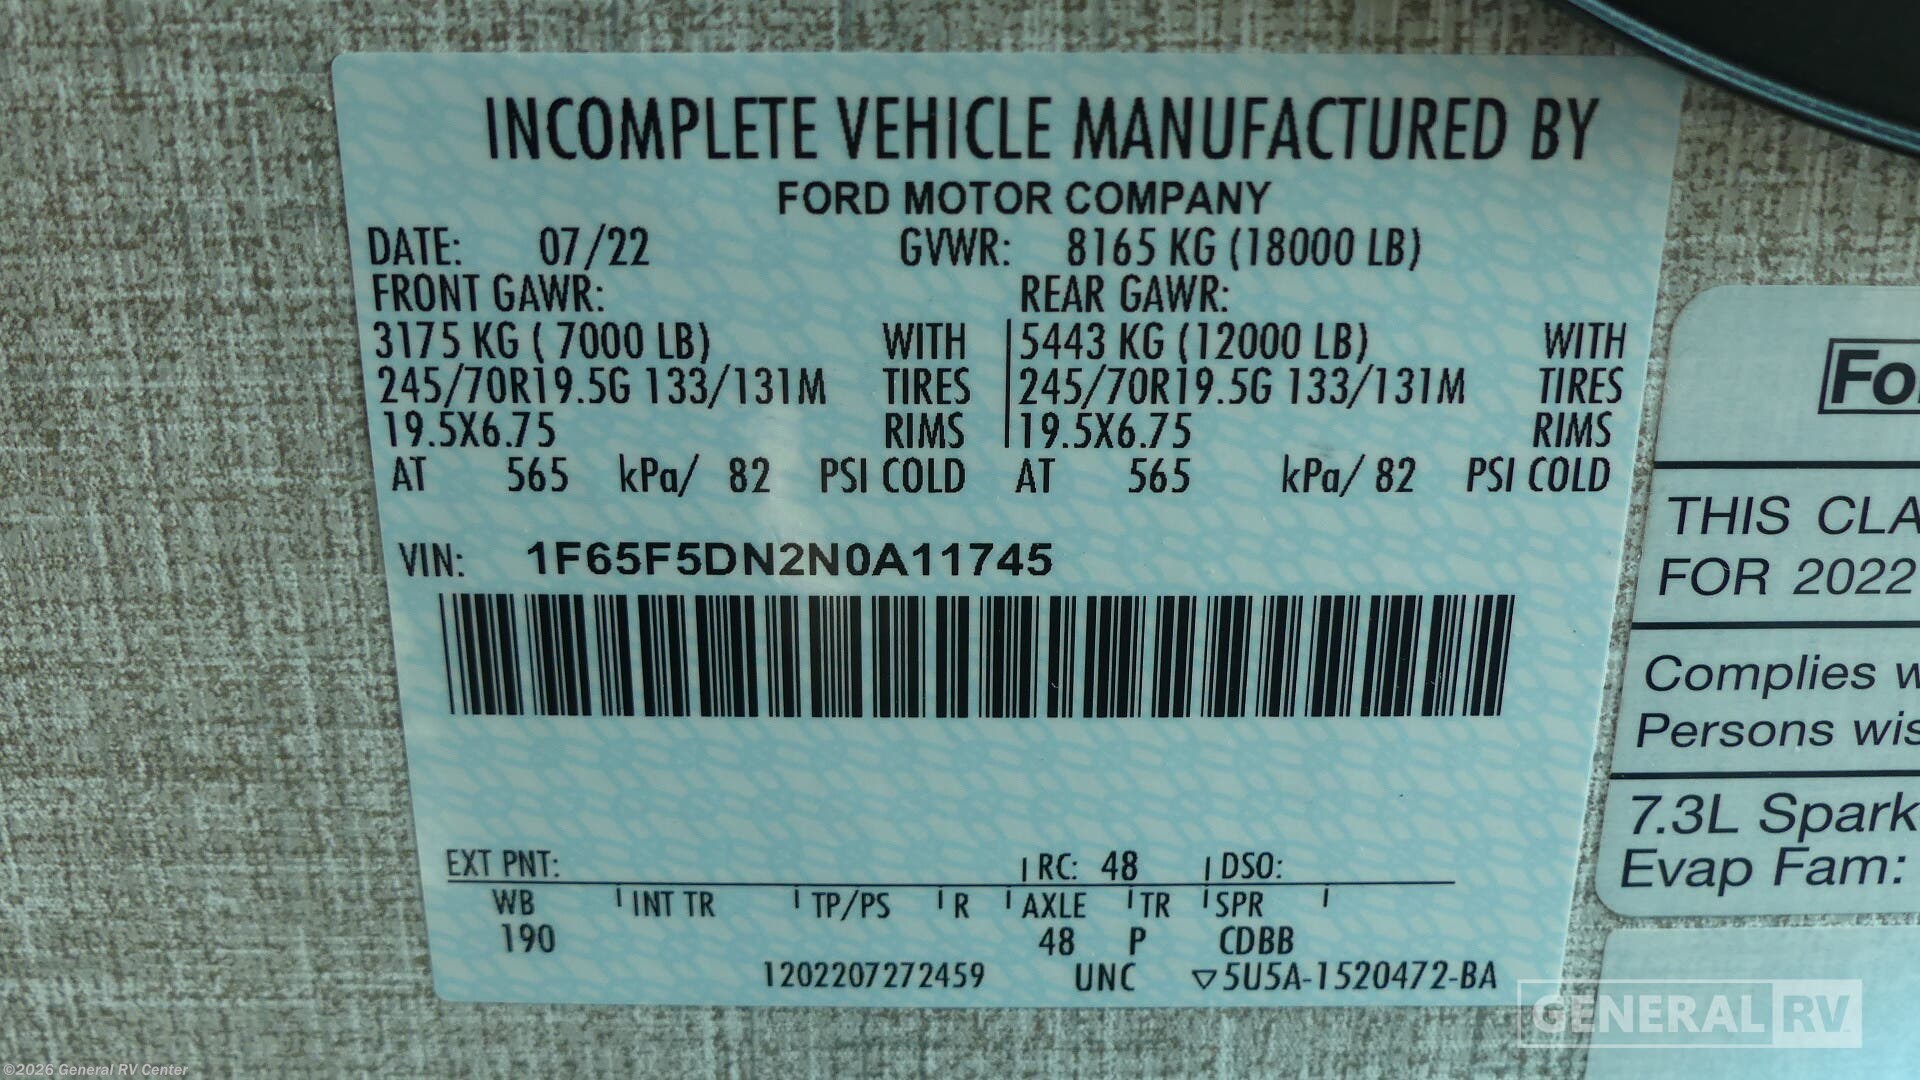 INCOMPLETE VEHICLE MANUFACTURED BY
FORD MOTOR COMPANY
DATE: 07/22 GVWR: 8165 KG (18000 LB)
FRONT GAWR: REAR GAWR:
3175 KG ( 7000 LB) WITH 5443 KG (12000 LB) WITH
245/70R19.5G 133/131M TIRES 245/70R19.5G 133/131M TIRES
19.5X6.75 RIMS 19.5X6.75 RIMS
AT 565 kPa/ 82 PSI COLD AT 565 kPa/ 82 PSI COLD
VIN: 1F65F5DN2N0A11745
EXT PNT: RC: 48 DSO:
WB INT TR TP/PS R AXLE TR SPR
190 48 P CDBB
1202207272459 UNC ▽5U5A-1520472-BA
Fo
THIS CLA
FOR 2022
Complies w
Persons wis
7.3L Spark
Evap Fam:
GENERAL RV
©2026 General RV Center